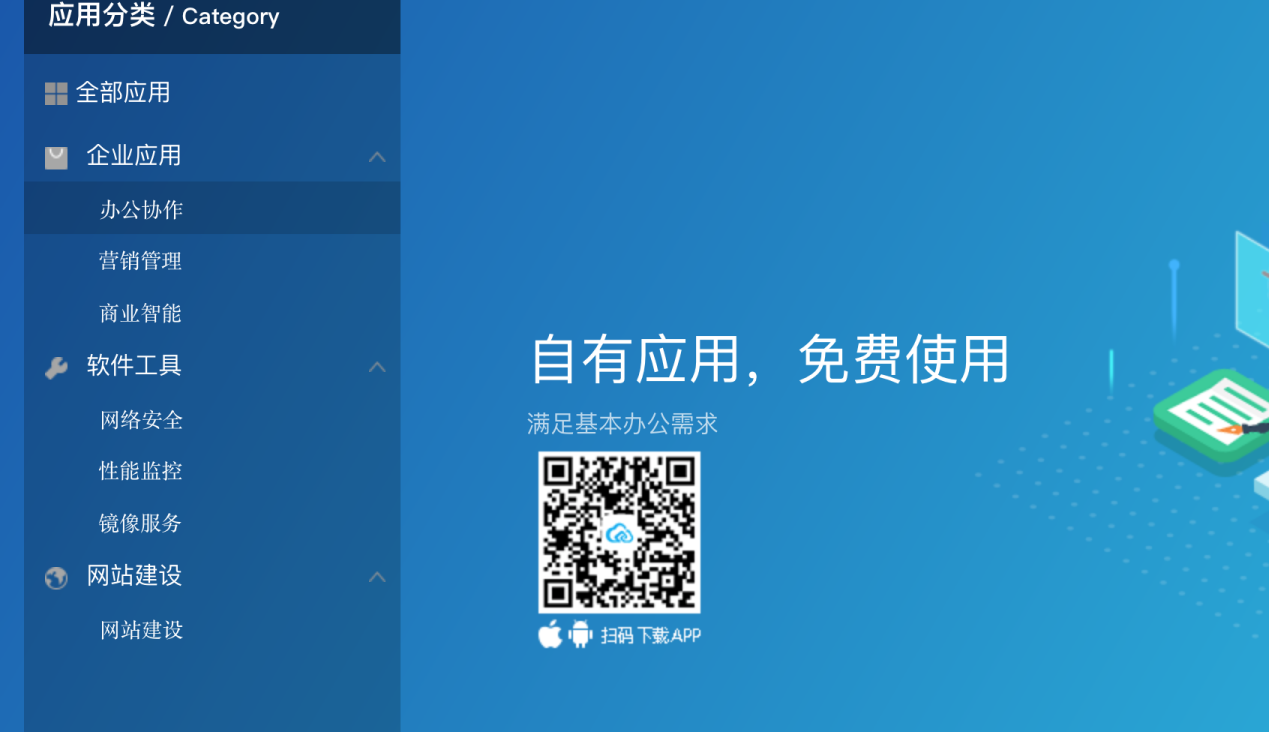 应用分类 / Category
全部应用
企业应用
办公协作
营销管理
商业智能
软件工具
网络安全
性能监控
镜像服务
网站建设
网站建设
自有应用，免费使用
满足基本办公需求
扫码下载APP